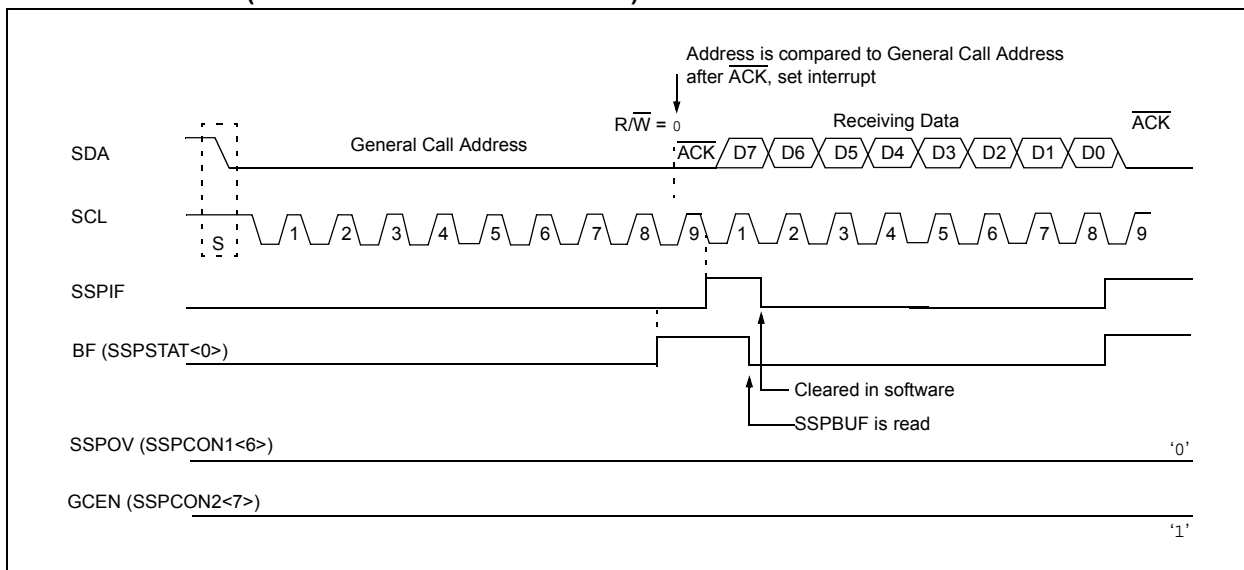 Address is compared to General Call Address
after ACK, set interrupt
R/W = 0
Receiving Data
ACK
SDA
General Call Address
ACK D7 D6 D5 D4 D3 D2 D1 D0
SCL
S
1 2 3 4 5 6 7 8 9 1 2 3 4 5 6 7 8 9
SSPIF
BF (SSPSTAT<0>)
Cleared in software
SSPBUF is read
SSPOV (SSPCON1<6>)
‘0’
GCEN (SSPCON2<7>)
‘1’